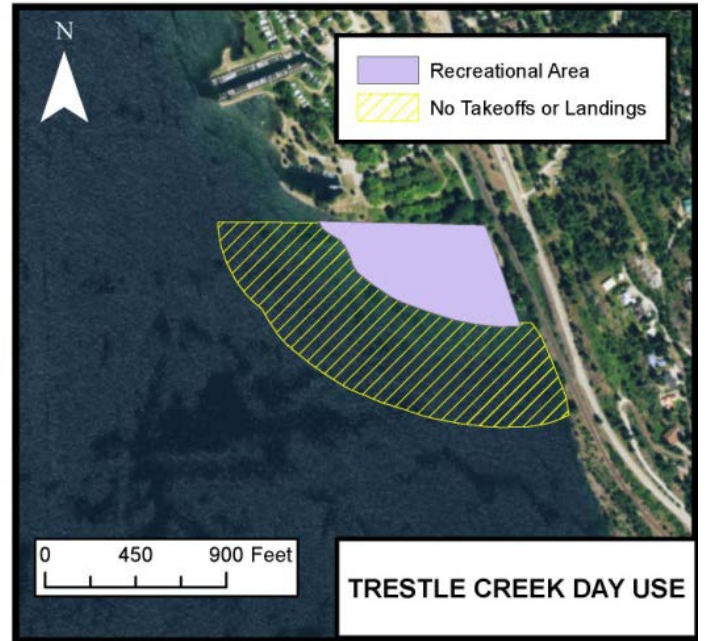 N
Recreational Area
No Takeoffs or Landings
0 450 900 Feet
TRESTLE CREEK DAY USE